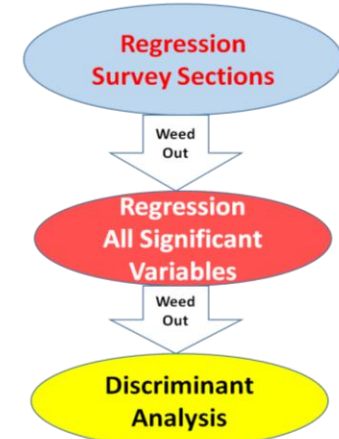 Regression
Survey Sections
Weed
Out
Regression
All Significant
Variables
Weed
Out
Discriminant
Analysis